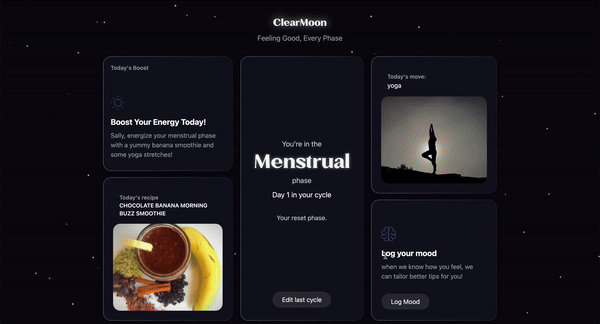 ClearMoon
Feeling Good, Every Phase
Today's Boost
Boost Your Energy Today!
Sally, energize your menstrual phase
with a yummy banana smoothie and
some yoga stretches!
Today's recipe
CHOCOLATE BANANA MORNING
BUZZ SMOOTHIE
You're in the
Menstrual
phase
Day 1 in your cycle
Your reset phase.
Edit last cycle
Today's move:
yoga
Log your mood
when we know how you feel, we
can tailor better tips for you!
Log Mood